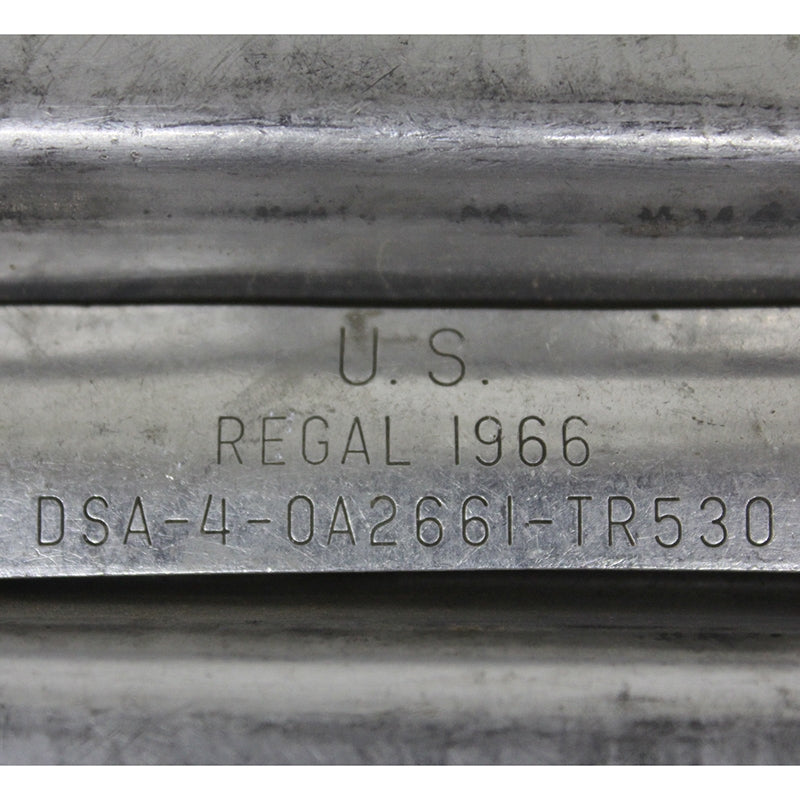 U. S.
REGAL 1966
DSA-4-0A2661-TR530